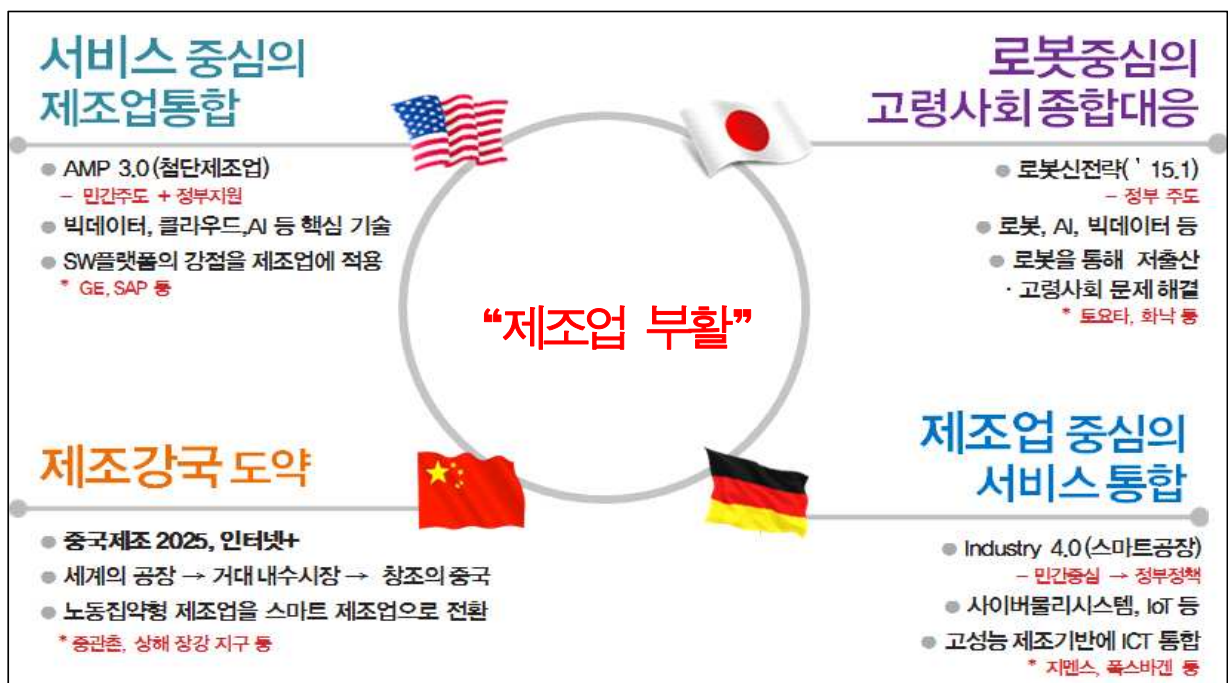 서비스 중심의
제조업통합
● AMP 3.0 (첨단제조업)
- 민간주도 + 정부지원
● 빅데이터, 클라우드,AI 등 핵심 기술
● SW플랫폼의 강점을 제조업에 적용
* GE, SAP 등
로봇중심의
고령사회 종합대응
● 로봇신전략(‵ 15.1)
- 정부 주도
● 로봇, AI, 빅데이터 등
● 로봇을 통해 저출산
· 고령사회 문제 해결
* 토요타, 화낙 등
“제조업 부활”
제조강국 도약
● 중국제조 2025, 인터넷+
● 세계의 공장 → 거대 내수시장 → 창조의 중국
● 노동집약형 제조업을 스마트 제조업으로 전환
* 중관촌, 상해 장강 지구 등
제조업 중심의
서비스 통합
● Industry 4.0 (스마트공장)
- 민간중심 → 정부정책
● 사이버물리시스템, IoT 등
● 고성능 제조기반에 ICT 통합
* 지멘스, 폭스바겐 등